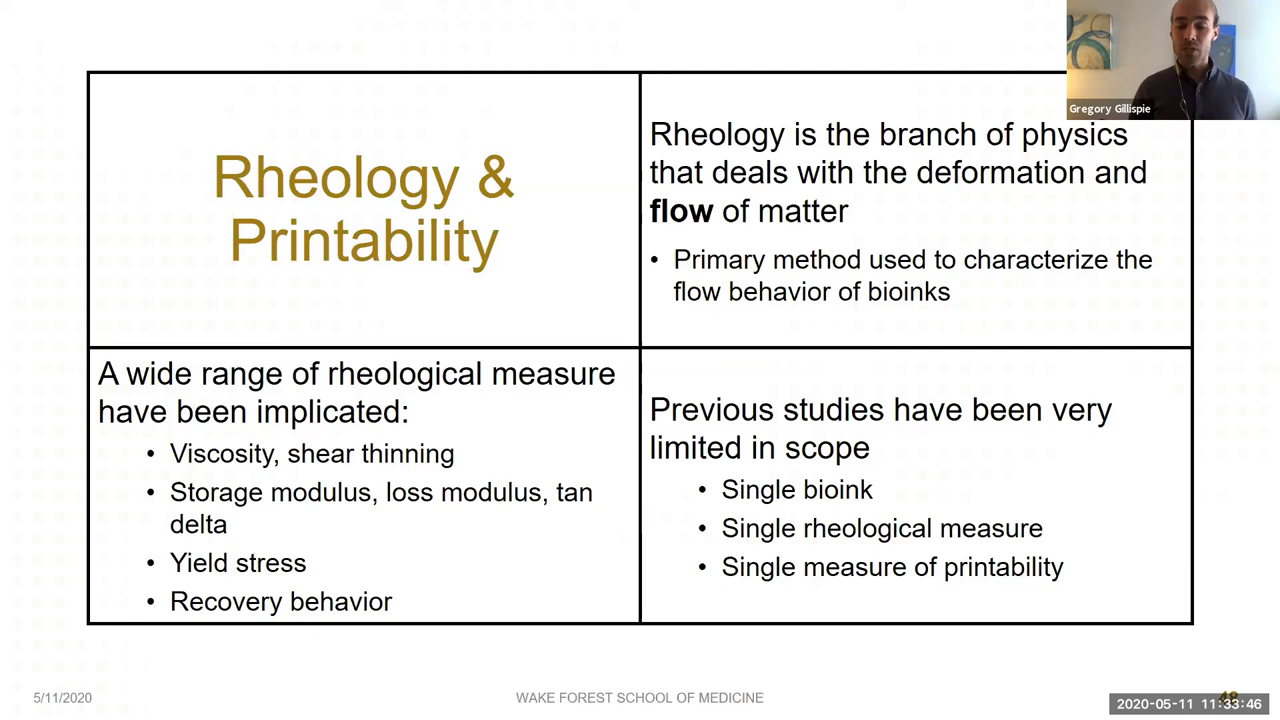 Gregory Gillispie
Rheology &
Printability
Rheology is the branch of physics
that deals with the deformation and
flow of matter
• Primary method used to characterize the
flow behavior of bioinks
A wide range of rheological measure
have been implicated:
• Viscosity, shear thinning
• Storage modulus, loss modulus, tan
delta
• Yield stress
• Recovery behavior
Previous studies have been very
limited in scope
• Single bioink
• Single rheological measure
• Single measure of printability
5/11/2020
WAKE FOREST SCHOOL OF MEDICINE
2020-05-11 11:33:46